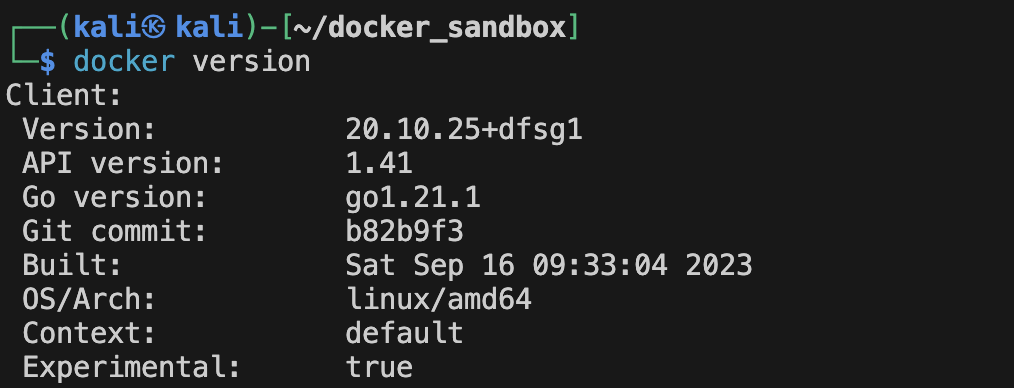 ┌──(kali㉿kali)-[~/docker_sandbox]
└─$ docker version
Client:
 Version:           20.10.25+dfsg1
 API version:       1.41
 Go version:        go1.21.1
 Git commit:        b82b9f3
 Built:             Sat Sep 16 09:33:04 2023
 OS/Arch:           linux/amd64
 Context:           default
 Experimental:      true